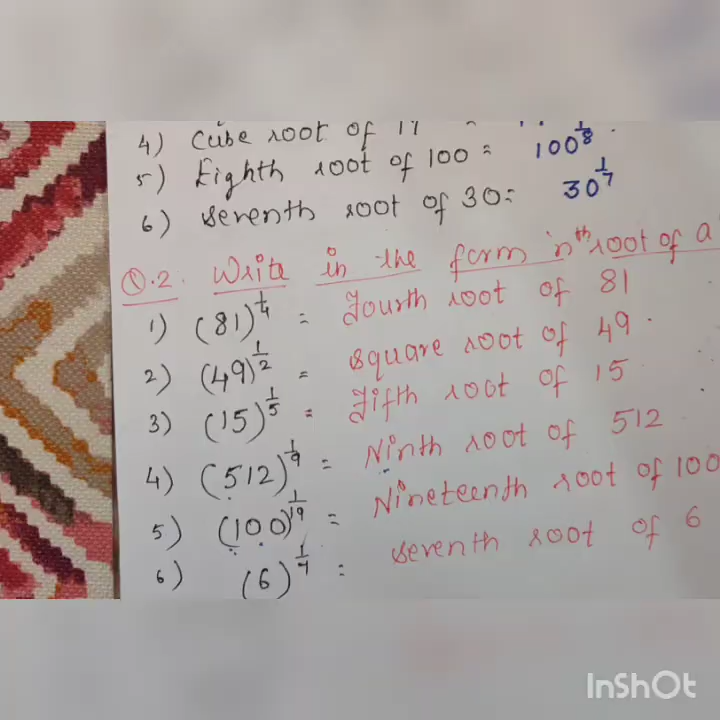 4) Cube root of 17 =
5) Eighth root of 100 = 100^1/8.
6) Seventh root of 30 = 30^1/7
Q.2. Write in the form 'nth root of a
1) (81)^1/4 = Fourth root of 81
2) (49)^1/2 = square root of 49.
3) (15)^1/5 = Fifth root of 15
4) (512)^1/9 = Ninth root of 512
5) (100)^1/19 = Nineteenth root of 100
6) (6)^1/7 = seventh root of 6
InShOt